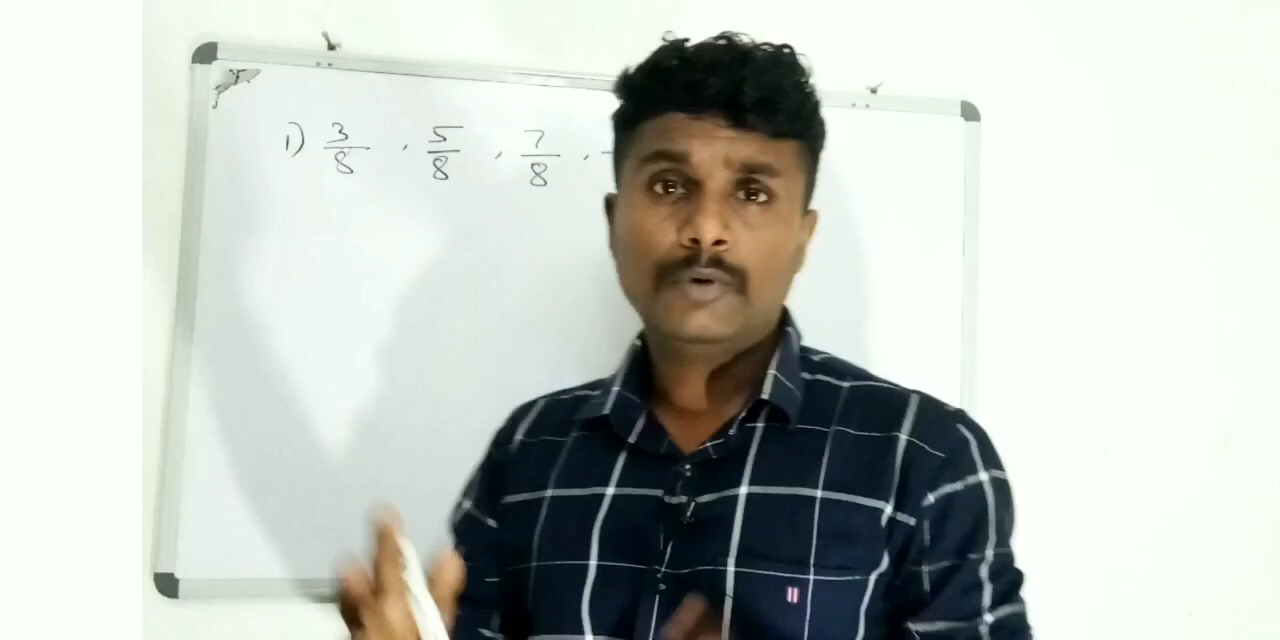 1) 3/8 , 5/8 , 7/8 ,